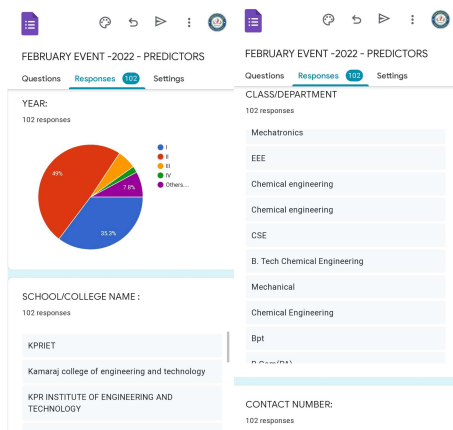 FEBRUARY EVENT -2022 - PREDICTORS
Questions Responses 102 Settings
YEAR:
102 responses
I
II
III
IV
Others...
49%
7.8%
35.3%
SCHOOL/COLLEGE NAME :
102 responses
KPRIET
Kamaraj college of engineering and technology
KPR INSTITUTE OF ENGINEERING AND
TECHNOLOGY
FEBRUARY EVENT -2022 - PREDICTORS
Questions Responses 102 Settings
CLASS/DEPARTMENT
102 responses
Mechatronics
EEE
Chemical engineering
Chemical engineering
CSE
B. Tech Chemical Engineering
Mechanical
Chemical Engineering
Bpt
B.Com(PA)
CONTACT NUMBER:
102 responses